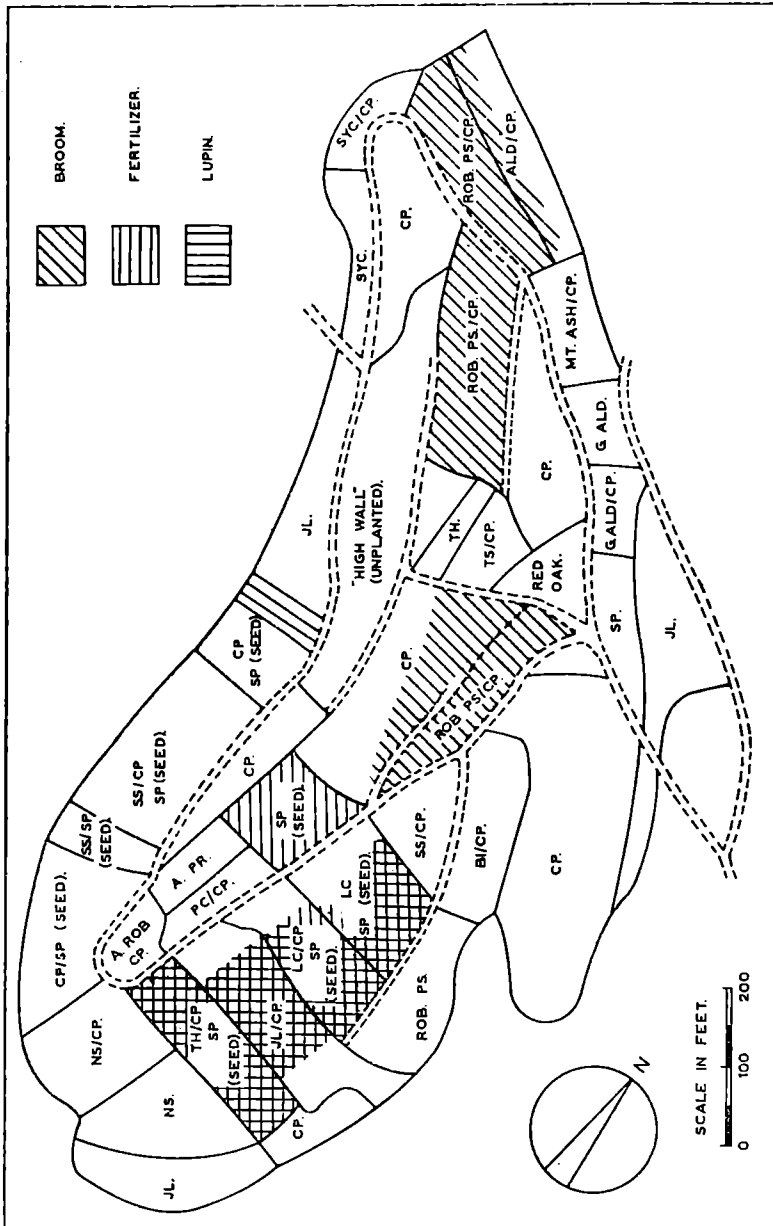 BROOM.
FERTILIZER.
LUPIN.
SYC/CP.
CP.
SYC.
ROB. PS/CP.
ALD/CP.
ROB. PS./CP.
MT. ASH/CP.
G. ALD.
G.ALD/CP.
CP.
JL.
"HIGH WALL"
(UNPLANTED).
TH.
TS/CP.
RED
OAK.
SP.
JL.
CP
SP (SEED)
CP.
ROB. PS/CP
SS/CP
SP (SEED)
CP.
SS/SP
(SEED)
SP
(SEED)
A. PR.
PC/CP.
CP/SP (SEED).
A. ROB
CP.
LC
SP (SEED)
SS/CP.
BI/CP.
CP.
LC/CP
SP
(SEED)
JL/CP.
TH/CP
SP
(SEED)
ROB. PS.
NS/CP.
NS.
CP.
JL.
N
SCALE IN FEET.
0 100 200